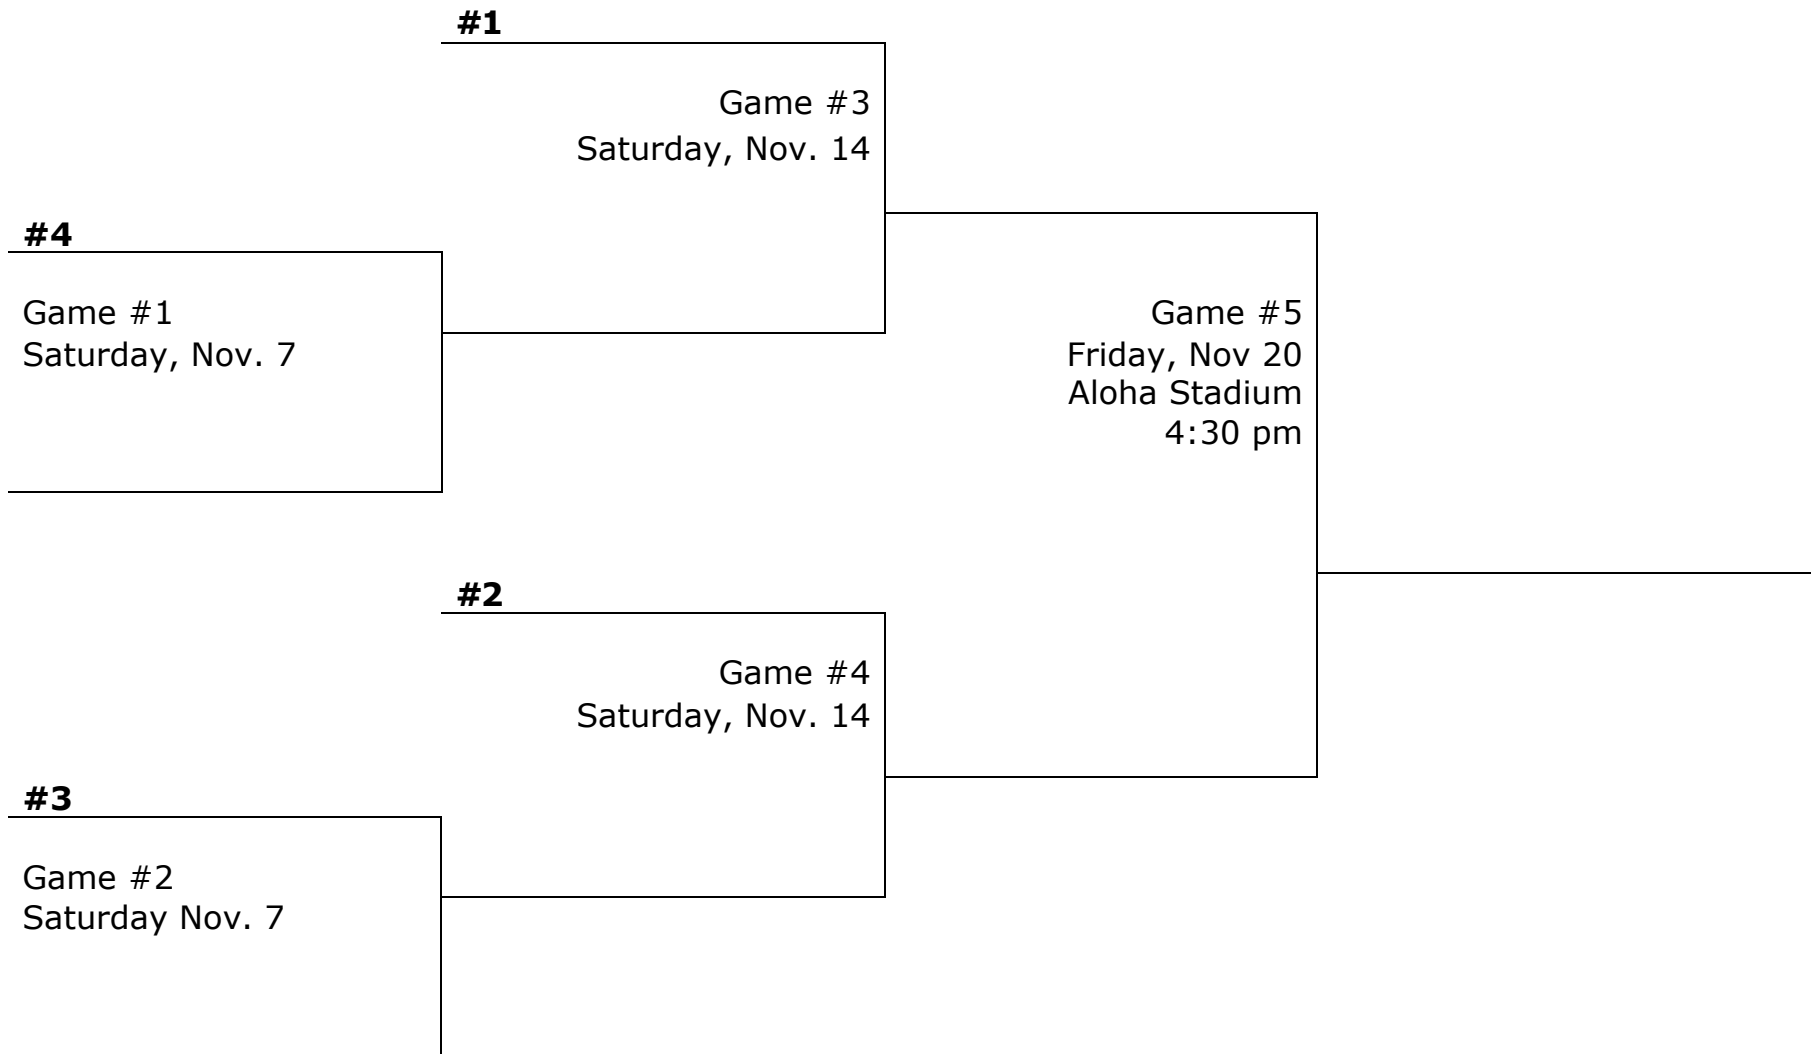 #1
Game #3
Saturday, Nov. 14
#4
Game #1
Saturday, Nov. 7
Game #5
Friday, Nov 20
Aloha Stadium
4:30 pm
#2
Game #4
Saturday, Nov. 14
#3
Game #2
Saturday Nov. 7